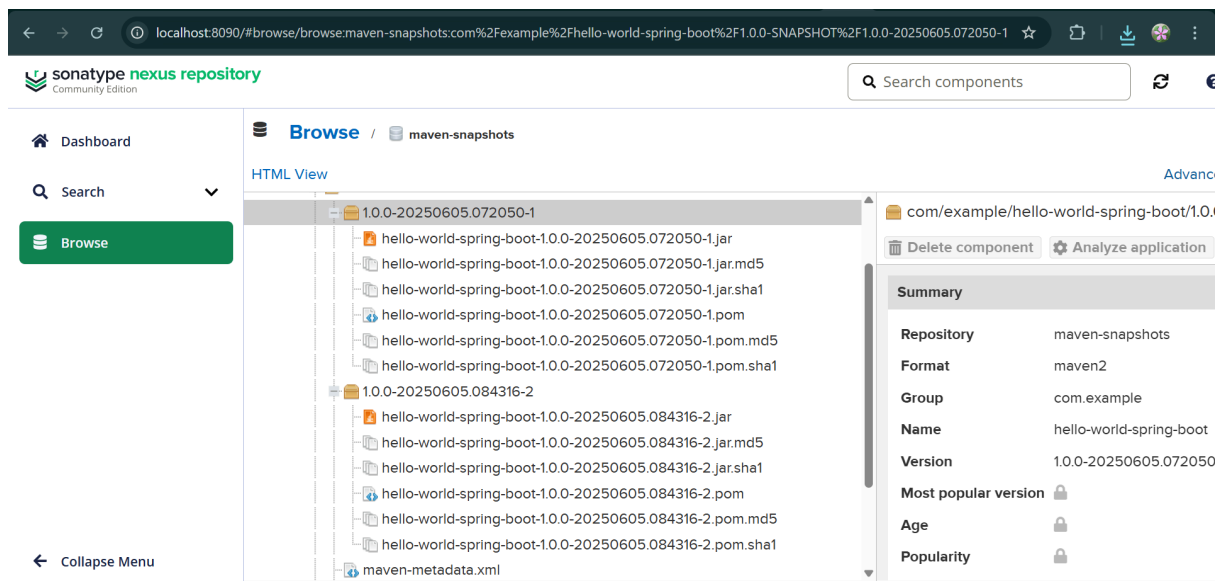 localhost:8090/#browse/browse:maven-snapshots:com%2Fexample%2Fhello-world-spring-boot%2F1.0.0-SNAPSHOT%2F1.0.0-20250605.072050-1
sonatype nexus repository
Community Edition
Search components
Dashboard
Search
Browse
Collapse Menu
Browse / maven-snapshots
HTML View
Advanc
1.0.0-20250605.072050-1
hello-world-spring-boot-1.0.0-20250605.072050-1.jar
hello-world-spring-boot-1.0.0-20250605.072050-1.jar.md5
hello-world-spring-boot-1.0.0-20250605.072050-1.jar.sha1
hello-world-spring-boot-1.0.0-20250605.072050-1.pom
hello-world-spring-boot-1.0.0-20250605.072050-1.pom.md5
hello-world-spring-boot-1.0.0-20250605.072050-1.pom.sha1
1.0.0-20250605.084316-2
hello-world-spring-boot-1.0.0-20250605.084316-2.jar
hello-world-spring-boot-1.0.0-20250605.084316-2.jar.md5
hello-world-spring-boot-1.0.0-20250605.084316-2.jar.sha1
hello-world-spring-boot-1.0.0-20250605.084316-2.pom
hello-world-spring-boot-1.0.0-20250605.084316-2.pom.md5
hello-world-spring-boot-1.0.0-20250605.084316-2.pom.sha1
maven-metadata.xml
com/example/hello-world-spring-boot/1.0.
Delete component Analyze application
Summary
Repository maven-snapshots
Format maven2
Group com.example
Name hello-world-spring-boot
Version 1.0.0-20250605.072050
Most popular version
Age
Popularity